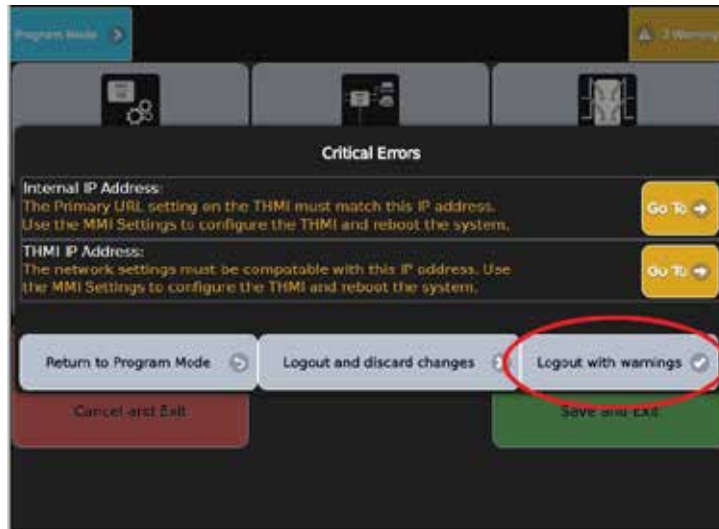 Program Mode
2 Warning
Critical Errors
Internal IP Address:
The Primary URL setting on the THMI must match this IP address.
Use the MMI Settings to configure the THMI and reboot the system.
Go To
THMI IP Address:
The network settings must be compatable with this IP address. Use
the MMI Settings to configure the THMI and reboot the system.
Go To
Return to Program Mode
Logout and discard changes
Logout with warnings
Cancel and Exit
Save and Exit